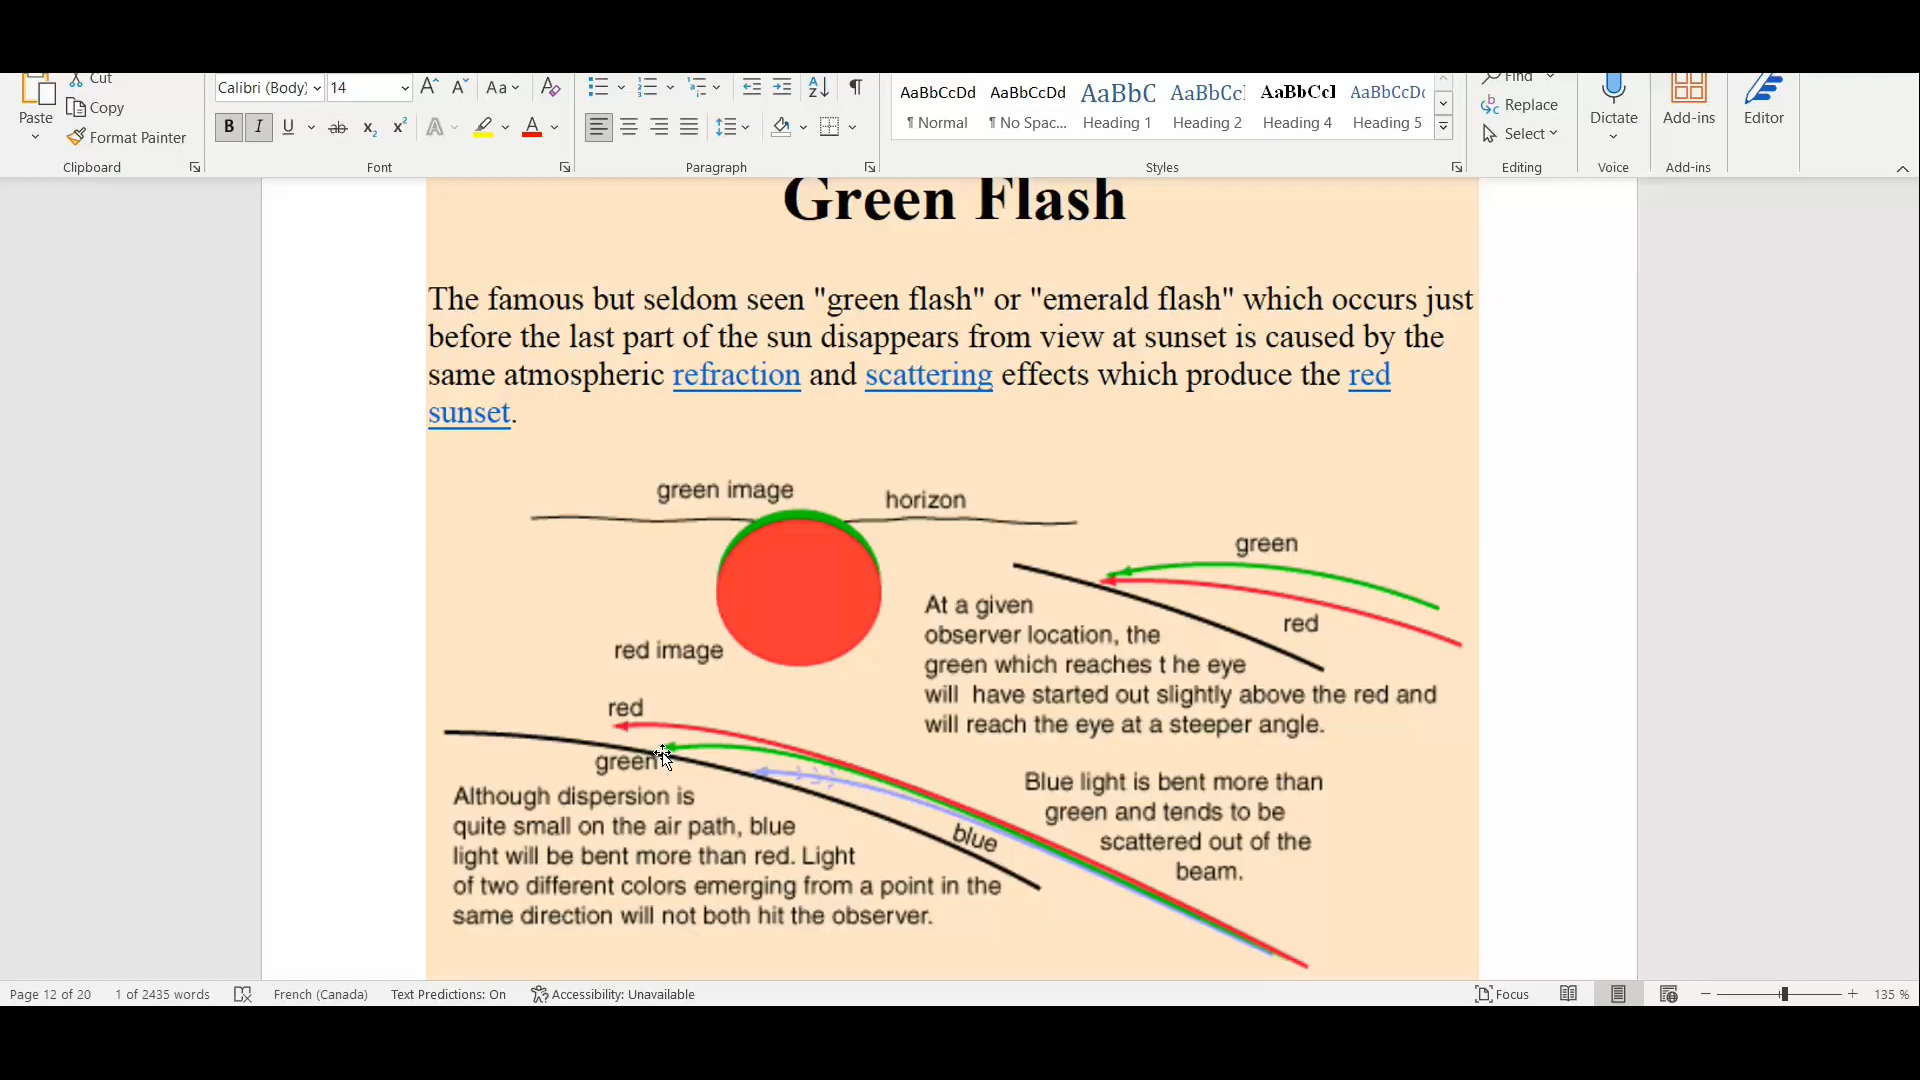 Cut
Copy
Paste
Format Painter
Clipboard
Calibri (Body)
14
Aa
Font
Paragraph
AaBbCcDd
¶ Normal
AaBbCcDd
¶ No Spac...
AaBbC
Heading 1
AaBbCc
Heading 2
AaBbCcI
Heading 4
AaBbCcDc
Heading 5
Styles
Find
Replace
Select
Editing
Dictate
Voice
Add-ins
Add-ins
Editor
Green Flash
The famous but seldom seen "green flash" or "emerald flash" which occurs just
before the last part of the sun disappears from view at sunset is caused by the
same atmospheric refraction and scattering effects which produce the red
sunset.
green image
horizon
red image
green
red
At a given
observer location, the
green which reaches t he eye
will have started out slightly above the red and
will reach the eye at a steeper angle.
red
green
blue
Although dispersion is
quite small on the air path, blue
light will be bent more than red. Light
of two different colors emerging from a point in the
same direction will not both hit the observer.
Blue light is bent more than
green and tends to be
scattered out of the
beam.
Page 12 of 20
1 of 2435 words
French (Canada)
Text Predictions: On
Accessibility: Unavailable
Focus
135 %